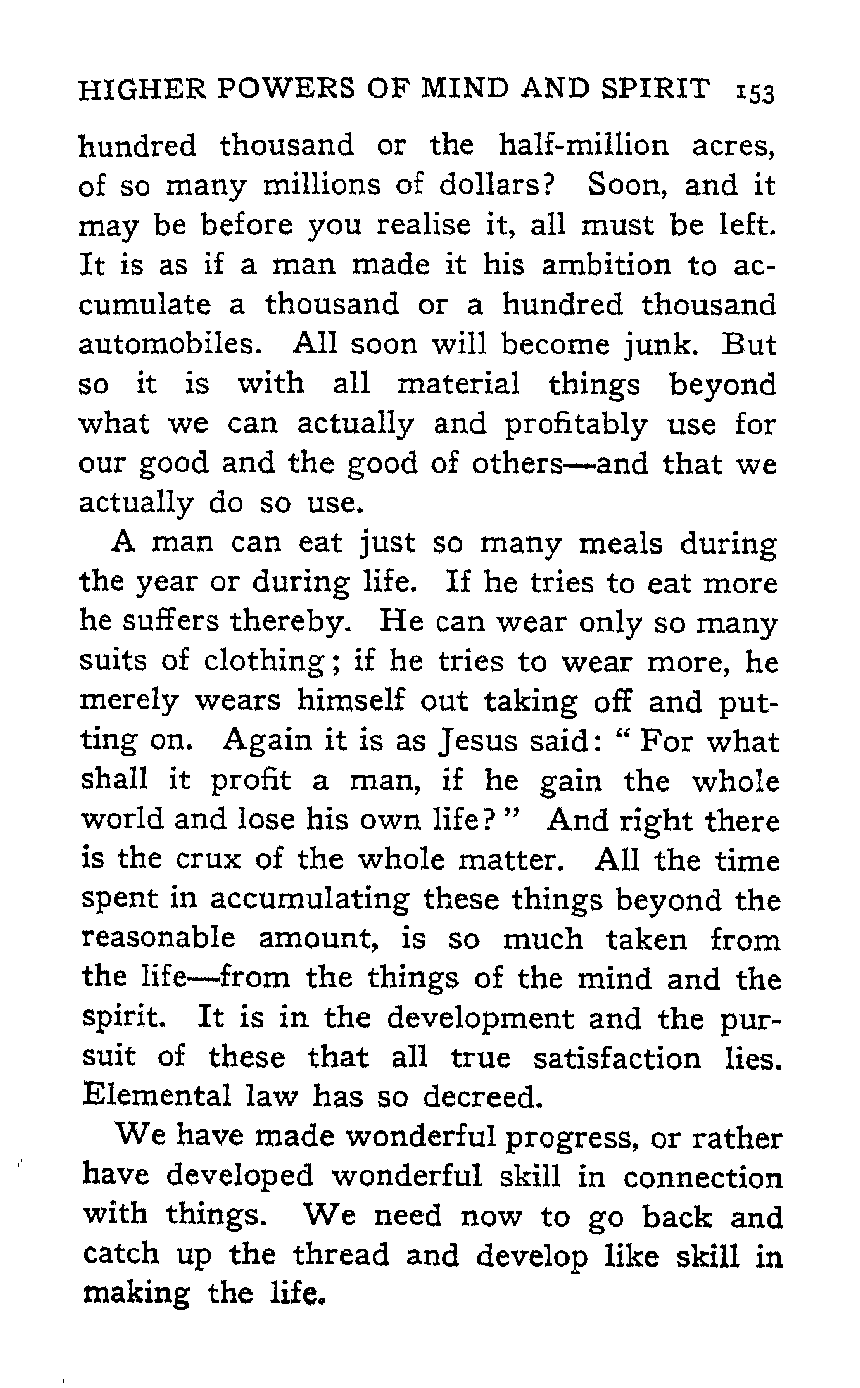 HIGHER POWERS OF MIND AND SPIRIT 153
hundred thousand or the half-million acres,
of so many millions of dollars? Soon, and it
may be before you realise it, all must be left.
It is as if a man made it his ambition to ac-
cumulate a thousand or a hundred thousand
automobiles. All soon will become junk. But
so it is with all material things beyond
what we can actually and profitably use for
our good and the good of others—and that we
actually do so use.
A man can eat just so many meals during
the year or during life. If he tries to eat more
he suffers thereby. He can wear only so many
suits of clothing; if he tries to wear more, he
merely wears himself out taking off and put-
ting on. Again it is as Jesus said: “ For what
shall it profit a man, if he gain the whole
world and lose his own life? ” And right there
is the crux of the whole matter. All the time
spent in accumulating these things beyond the
reasonable amount, is so much taken from
the life—from the things of the mind and the
spirit. It is in the development and the pur-
suit of these that all true satisfaction lies.
Elemental law has so decreed.
We have made wonderful progress, or rather
have developed wonderful skill in connection
with things. We need now to go back and
catch up the thread and develop like skill in
making the life.